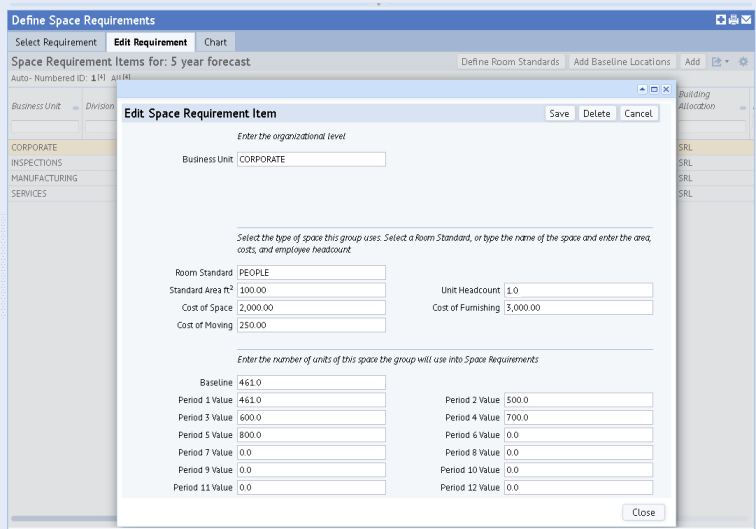 Define Space Requirements
Select Requirement Edit Requirement Chart
Space Requirement Items for: 5 year forecast Define Room Standards Add Baseline Locations Add
Auto- Numbered ID: 1[4] All[4]
Business Unit Division Building Allocation
CORPORATE SRL
INSPECTIONS SRL
MANUFACTURING SRL
SERVICES SRL
Edit Space Requirement Item Save Delete Cancel
Enter the organizational level
Business Unit CORPORATE
Select the type of space this group uses. Select a Room Standard, or type the name of the space and enter the area,
costs, and employee headcount
Room Standard PEOPLE
Standard Area ft² 100.00 Unit Headcount 1.0
Cost of Space 2,000.00 Cost of Furnishing 3,000.00
Cost of Moving 250.00
Enter the number of units of this space the group will use into Space Requirements
Baseline 461.0
Period 1 Value 461.0 Period 2 Value 500.0
Period 3 Value 600.0 Period 4 Value 700.0
Period 5 Value 800.0 Period 6 Value 0.0
Period 7 Value 0.0 Period 8 Value 0.0
Period 9 Value 0.0 Period 10 Value 0.0
Period 11 Value 0.0 Period 12 Value 0.0
Close